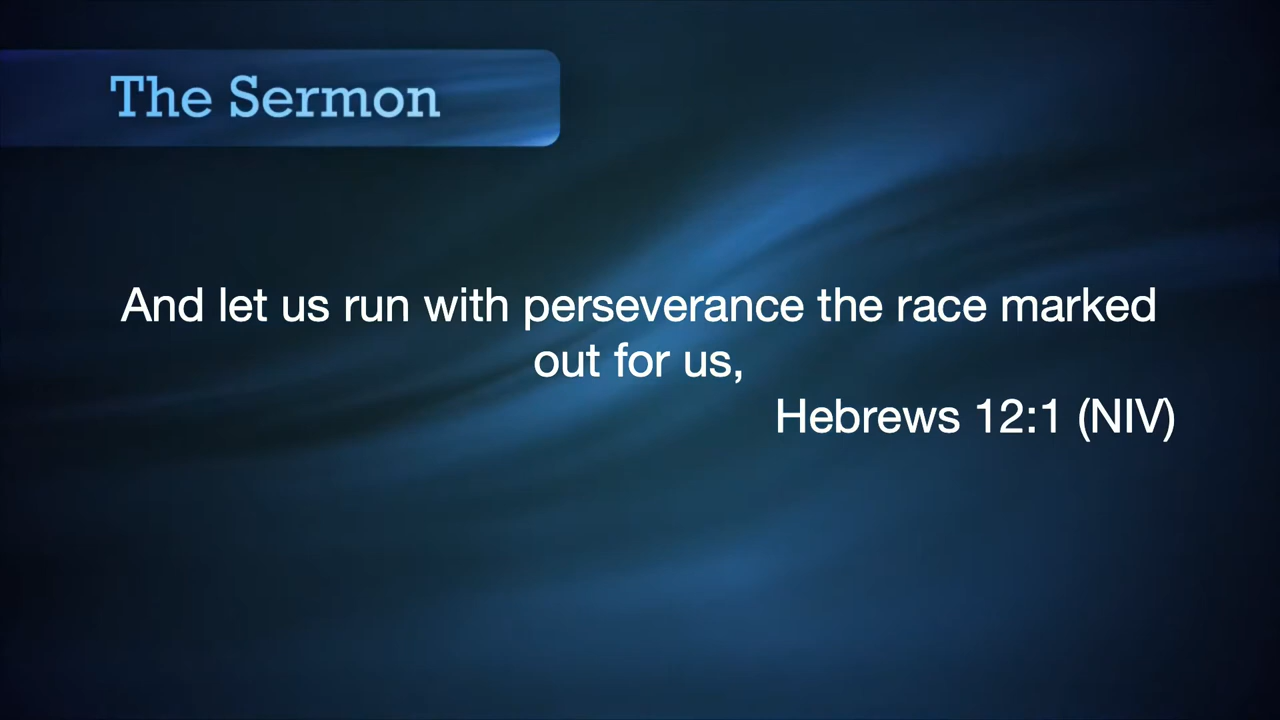 The Sermon
And let us run with perseverance the race marked
out for us,
Hebrews 12:1 (NIV)